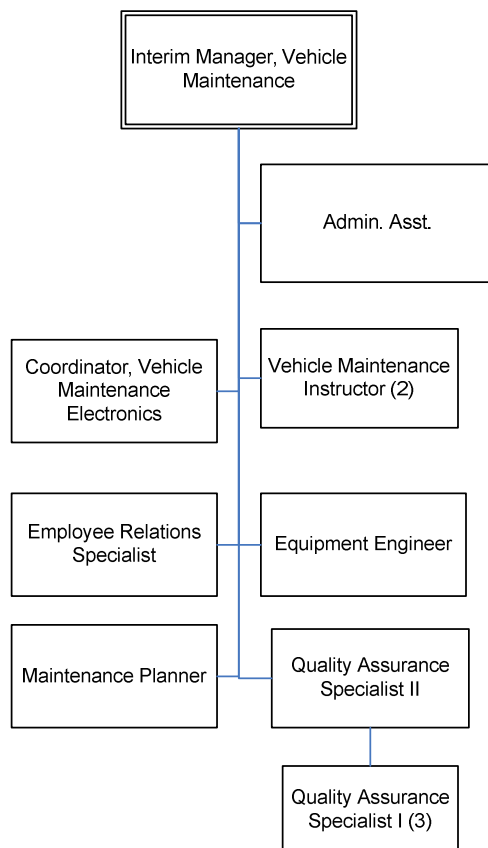 Interim Manager, Vehicle
Maintenance
Admin. Asst.
Coordinator, Vehicle
Maintenance
Electronics
Vehicle Maintenance
Instructor (2)
Employee Relations
Specialist
Equipment Engineer
Maintenance Planner
Quality Assurance
Specialist II
Quality Assurance
Specialist I (3)